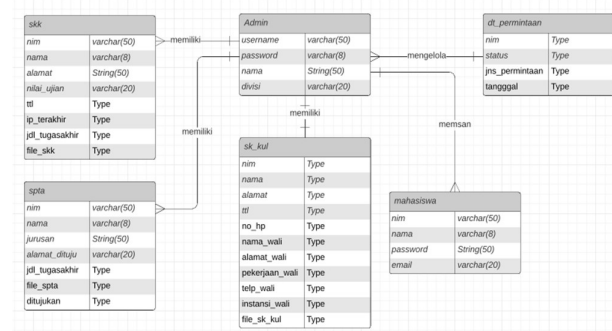 skk
nim varchar(50)
nama varchar(8)
alamat String(50)
nilai_ujian varchar(20)
ttl Type
ip_terakhir Type
jdl_tugasakhir Type
file_skk Type
memiliki
Admin
username varchar(50)
password varchar(8)
nama String(50)
divisi varchar(20)
mengelola
dt_permintaan
nim Type
status Type
jns_permintaan Type
tangggal Type
memiliki
memiliki
memsan
spta
nim varchar(50)
nama varchar(8)
jurusan String(50)
alamat_dituju varchar(20)
jdl_tugasakhir Type
file_spta Type
ditujukan Type
sk_kul
nim Type
nama Type
alamat Type
ttl Type
no_hp Type
nama_wali Type
alamat_wali Type
pekerjaan_wali Type
telp_wali Type
instansi_wali Type
file_sk_kul Type
mahasiswa
nim varchar(50)
nama varchar(8)
password String(50)
email varchar(20)